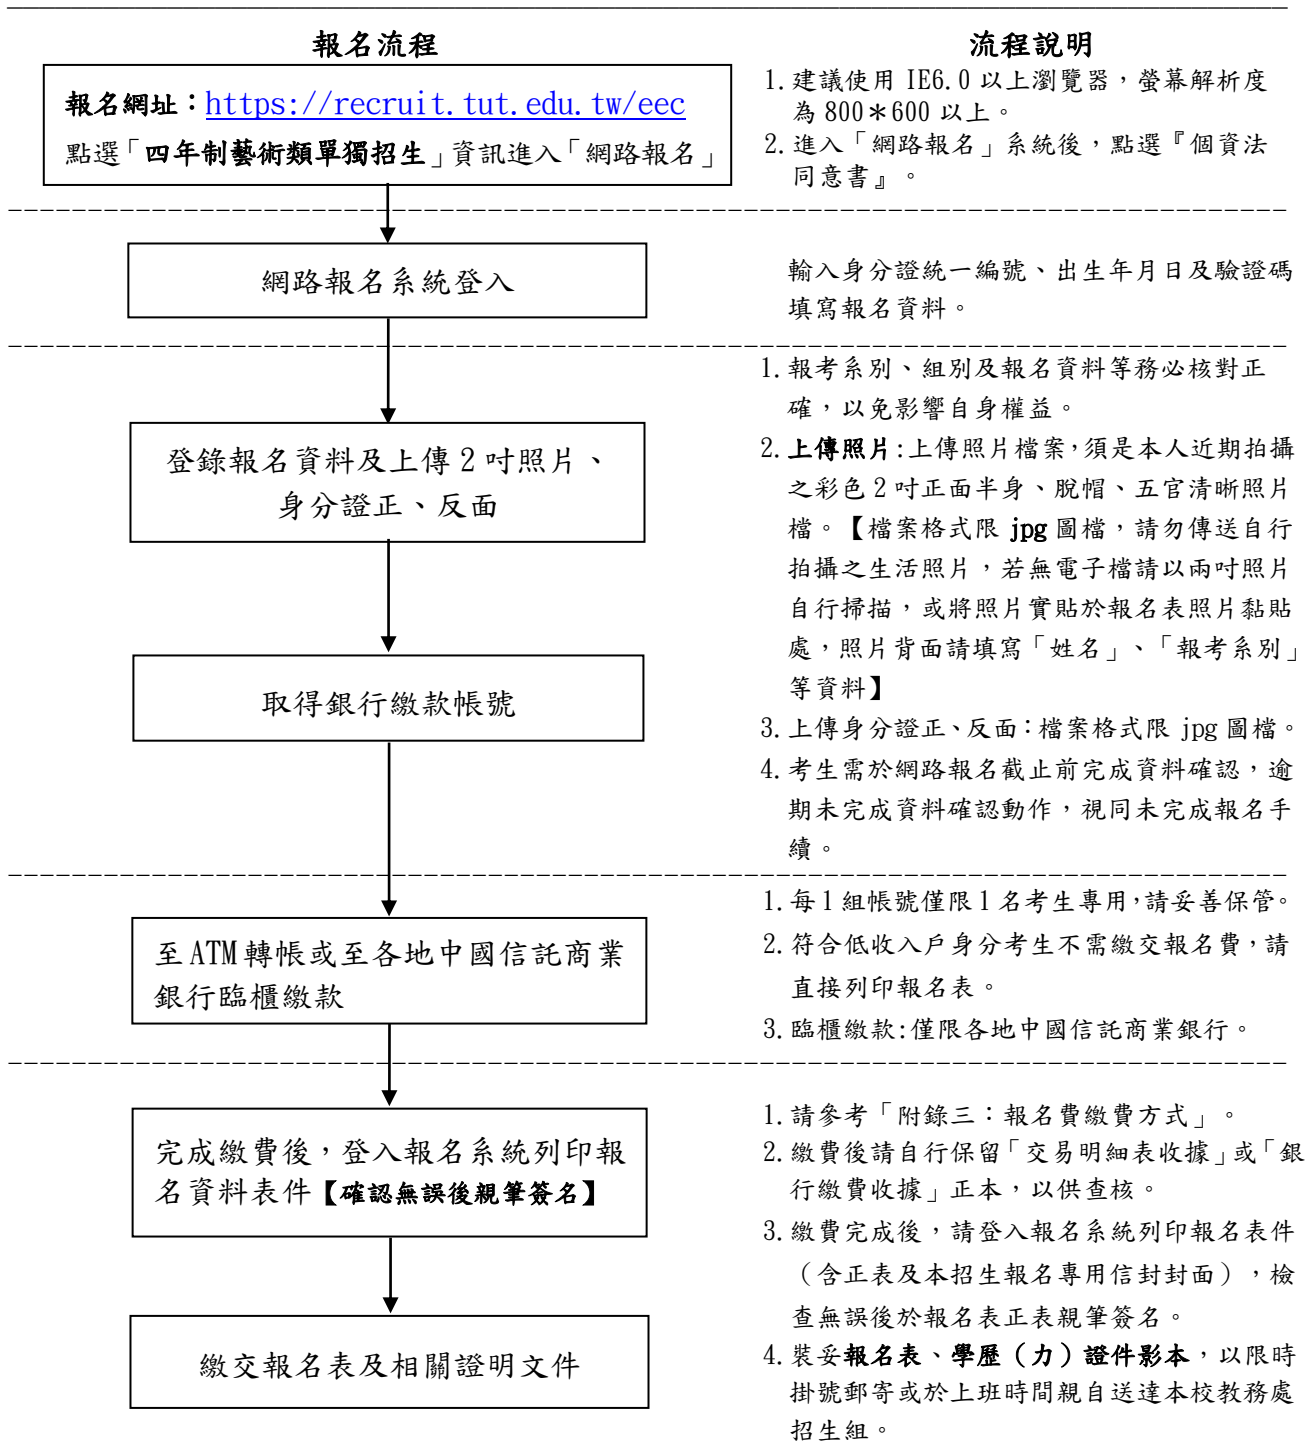 報名流程
流程說明
報名網址：https://recruit.tut.edu.tw/eec
點選「四年制藝術類單獨招生」資訊進入「網路報名」
1.建議使用 IE6.0 以上瀏覽器，螢幕解析度
為 800＊600 以上。
2.進入「網路報名」系統後，點選『個資法
同意書』。
網路報名系統登入
輸入身分證統一編號、出生年月日及驗證碼
填寫報名資料。
登錄報名資料及上傳 2 吋照片、
身分證正、反面
取得銀行繳款帳號
1.報考系別、組別及報名資料等務必核對正
確，以免影響自身權益。
2.上傳照片:上傳照片檔案，須是本人近期拍攝
之彩色 2 吋正面半身、脫帽、五官清晰照片
檔。【檔案格式限 jpg 圖檔，請勿傳送自行
拍攝之生活照片，若無電子檔請以兩吋照片
自行掃描，或將照片實貼於報名表照片黏貼
處，照片背面請填寫「姓名」、「報考系別」
等資料】
3.上傳身分證正、反面：檔案格式限 jpg 圖檔。
4.考生需於網路報名截止前完成資料確認，逾
期未完成資料確認動作，視同未完成報名手
續。
至 ATM 轉帳或至各地中國信託商業
銀行臨櫃繳款
1.每 1 組帳號僅限 1 名考生專用，請妥善保管。
2.符合低收入戶身分考生不需繳交報名費，請
直接列印報名表。
3.臨櫃繳款:僅限各地中國信託商業銀行。
完成繳費後，登入報名系統列印報
名資料表件【確認無誤後親筆簽名】
繳交報名表及相關證明文件
1.請參考「附錄三：報名費繳費方式」。
2.繳費後請自行保留「交易明細表收據」或「銀
行繳費收據」正本，以供查核。
3.繳費完成後，請登入報名系統列印報名表件
（含正表及本招生報名專用信封封面），檢
查無誤後於報名表正表親筆簽名。
4.裝妥報名表、學歷（力）證件影本，以限時
掛號郵寄或於上班時間親自送達本校教務處
招生組。